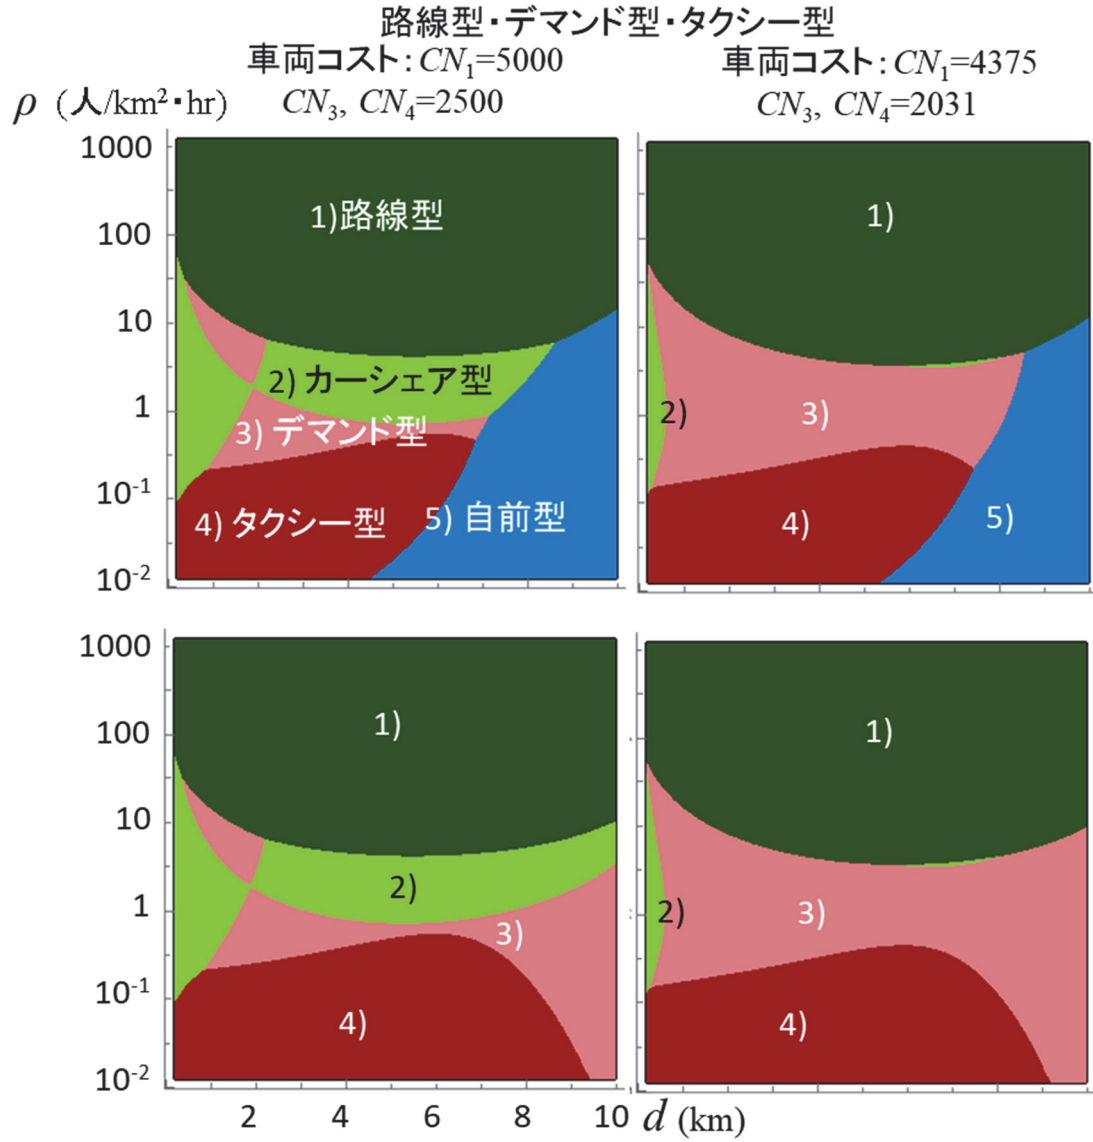 路線型・デマンド型・タクシー型
車両コスト：CN₁=5000
CN₃, CN₄=2500
車両コスト：CN₁=4375
CN₃, CN₄=2031
ρ (人/km²・hr)
1000
100
10
1
10⁻¹
10⁻²
1)路線型
2) カーシェア型
3) デマンド型
4) タクシー型
5) 自前型
1)
2)
3)
4)
5)
1000
100
10
1
10⁻¹
10⁻²
1)
2)
3)
4)
1)
2)
3)
4)
2 4 6 8 10 d (km)